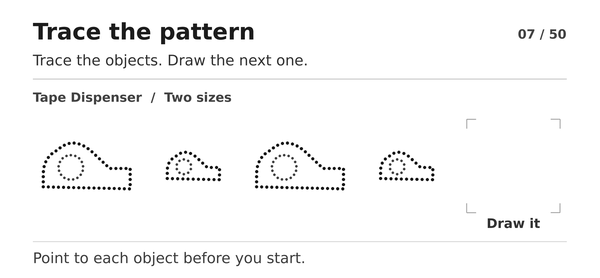 Trace the pattern
07 / 50
Trace the objects. Draw the next one.
Tape Dispenser / Two sizes
Draw it
Point to each object before you start.